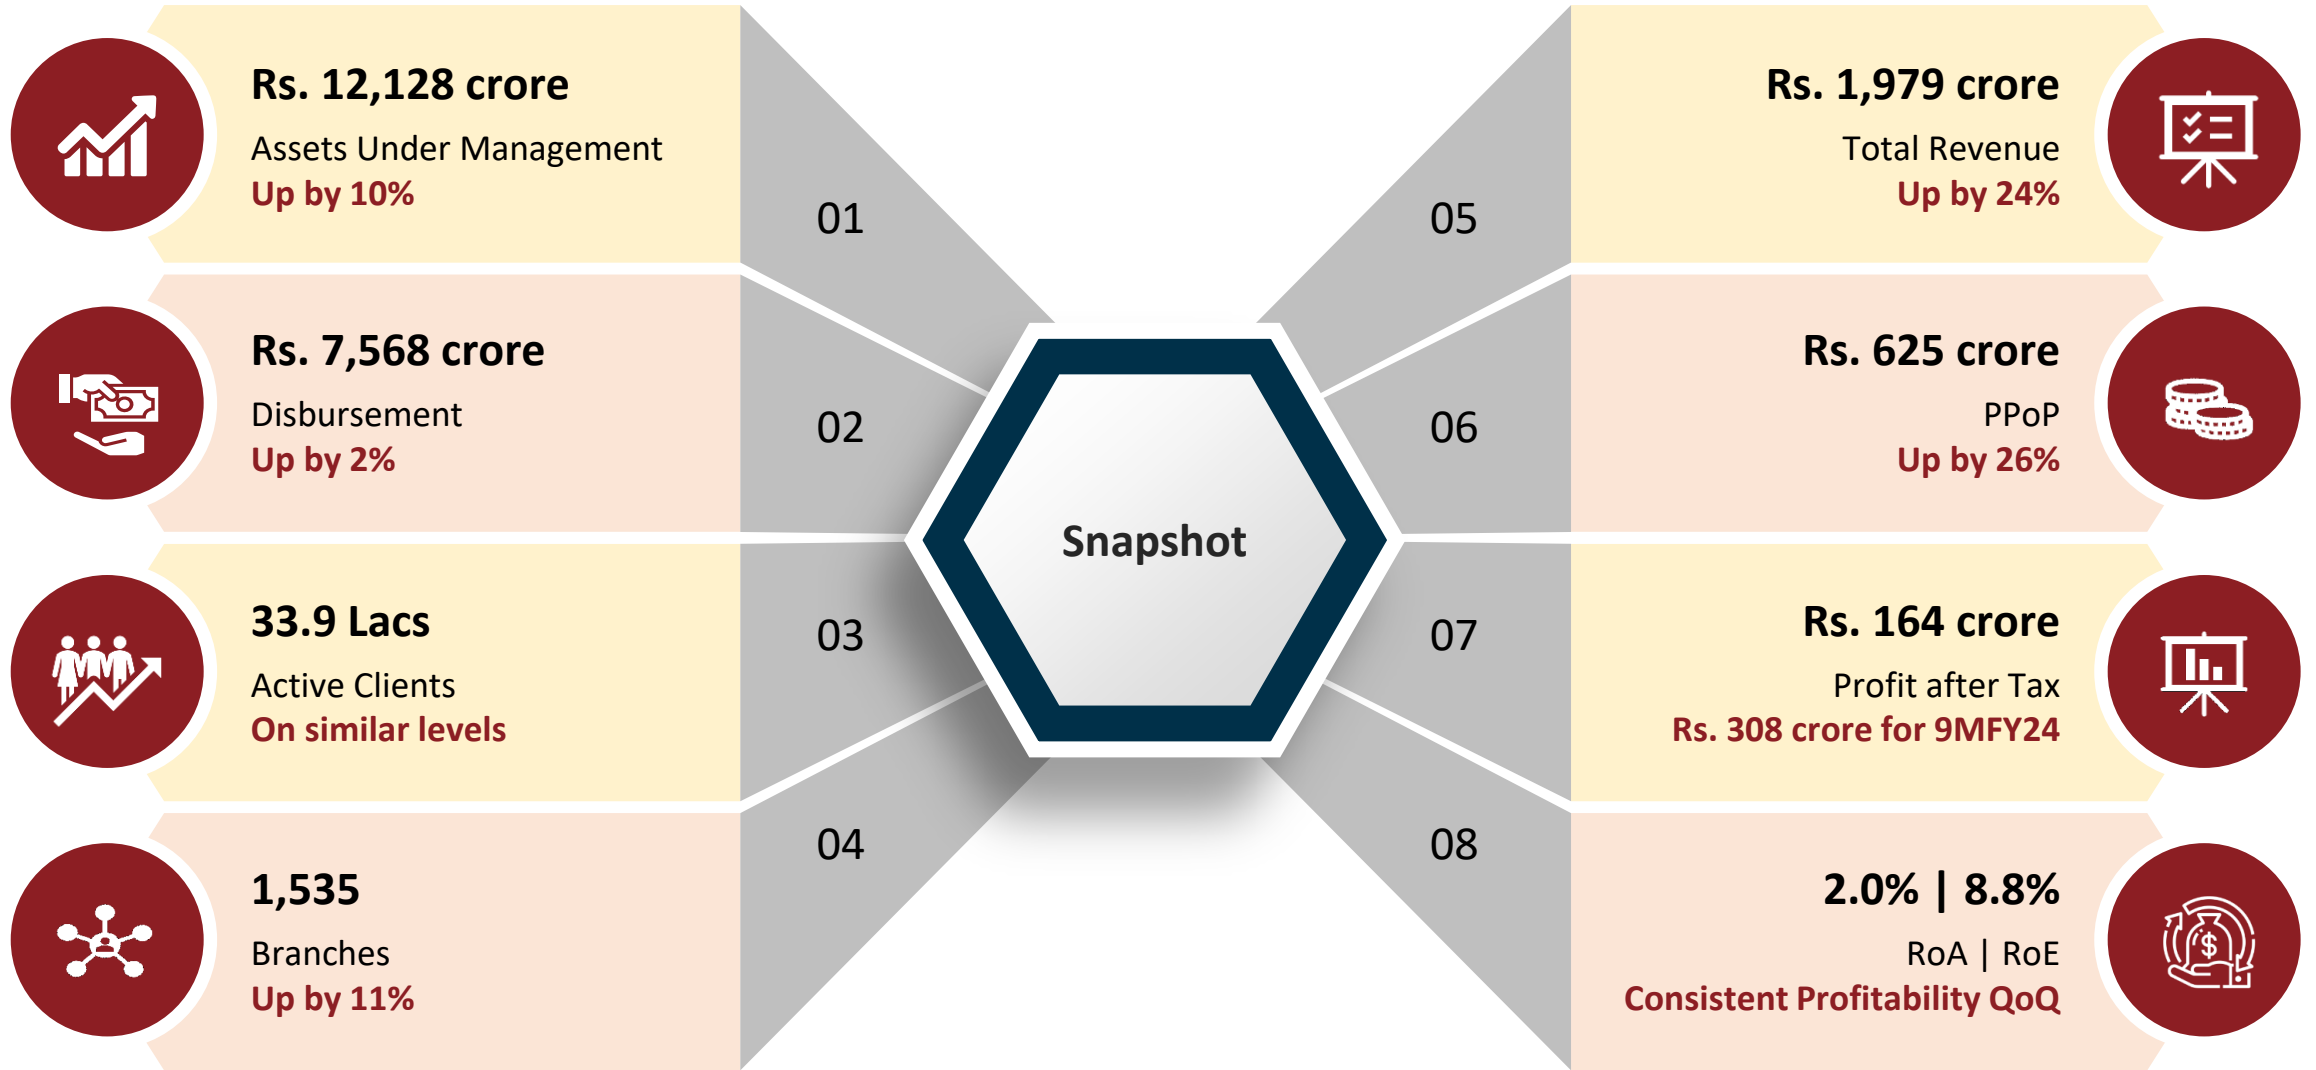 Rs. 12,128 crore
Assets Under Management
Up by 10%
01
Rs. 7,568 crore
Disbursement
Up by 2%
02
33.9 Lacs
Active Clients
On similar levels
03
1,535
Branches
Up by 11%
04
Snapshot
05
Rs. 1,979 crore
Total Revenue
Up by 24%
06
Rs. 625 crore
PPoP
Up by 26%
07
Rs. 164 crore
Profit after Tax
Rs. 308 crore for 9MFY24
08
2.0% | 8.8%
RoA | RoE
Consistent Profitability QoQ
$